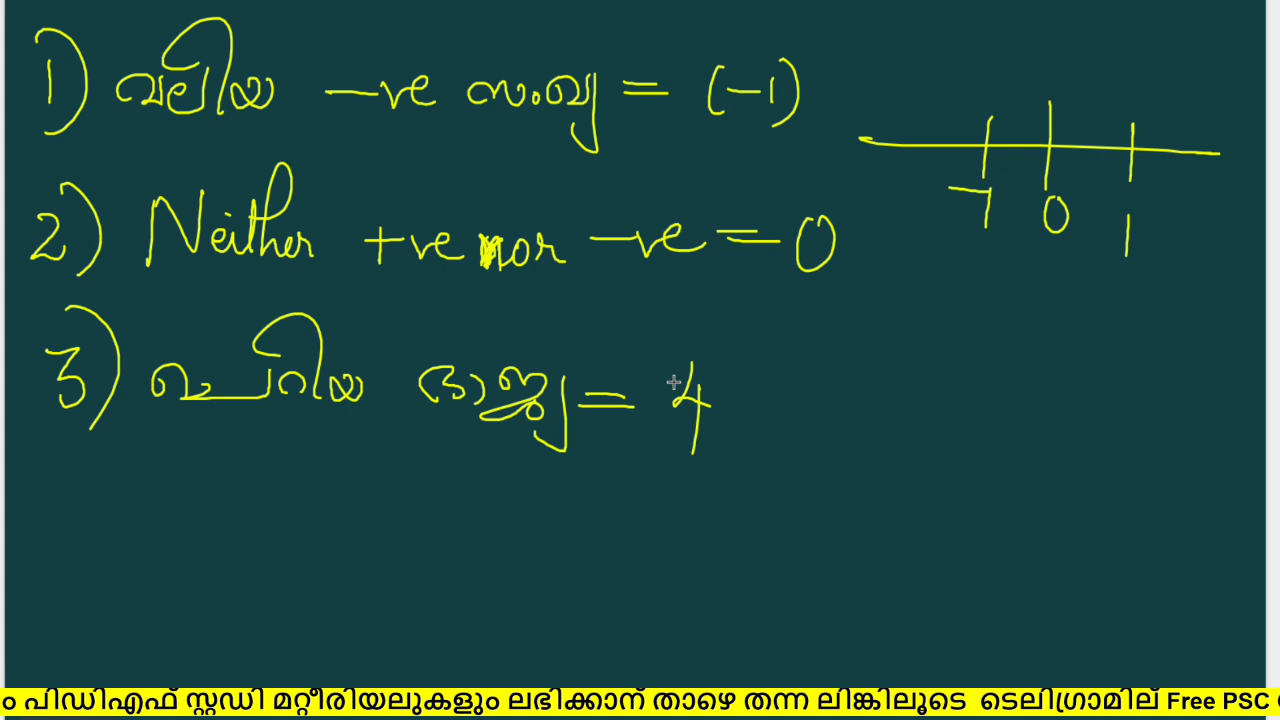 1) വലിയ -ve സംഖ്യ = (-1)
-1 0 1
2) Neither +ve nor -ve = 0
3) ചെറിയ ഭാജ്യ = 4
ം പിഡിഎഫ് സ്റ്റഡി മറ്റീരിയലുകളും ലഭിക്കാന് താഴെ തന്ന ലിങ്കിലൂടെ ടെലിഗ്രാമില് Free PSC